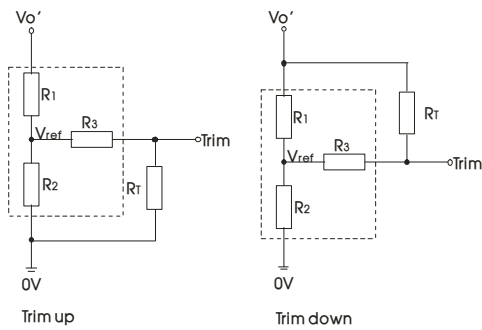 Vo'
R1
Vref
R3
Trim
R2
RT
0V
Trim up
Vo'
R1
RT
Vref
R3
Trim
R2
0V
Trim down